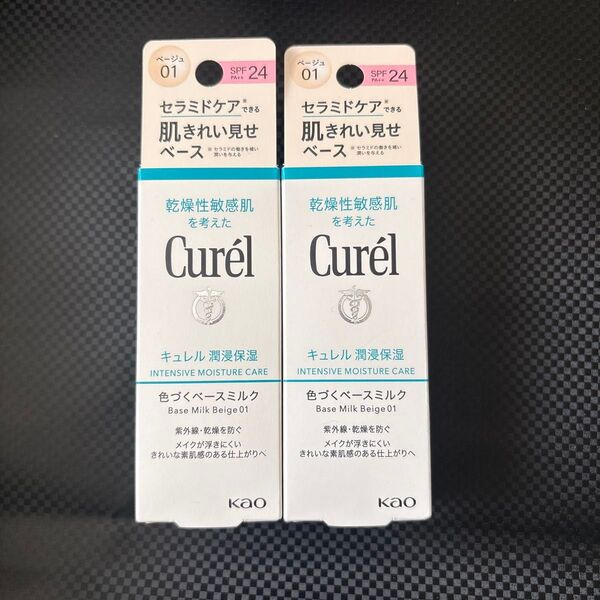 ベージュ
01
SPF 24
PA++
セラミドケア※できる
肌きれい見せ
ベース
※セラミドの働きを補い
潤いを与える
乾燥性敏感肌
を考えた
Curél
キュレル 潤浸保湿
INTENSIVE MOISTURE CARE
色づくベースミルク
Base Milk Beige 01
紫外線・乾燥を防ぐ
メイクが浮きにくい
きれいな素肌感のある仕上がりへ
Kao
ベージュ
01
SPF 24
PA++
セラミドケア※できる
肌きれい見せ
ベース
※セラミドの働きを補い
潤いを与える
乾燥性敏感肌
を考えた
Curél
キュレル 潤浸保湿
INTENSIVE MOISTURE CARE
色づくベースミルク
Base Milk Beige 01
紫外線・乾燥を防ぐ
メイクが浮きにくい
きれいな素肌感のある仕上がりへ
Kao